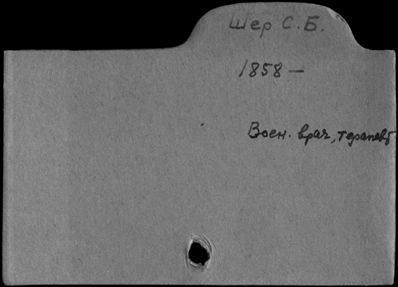 Шер С. Б.
1858 —
Воен. врач, терапевт